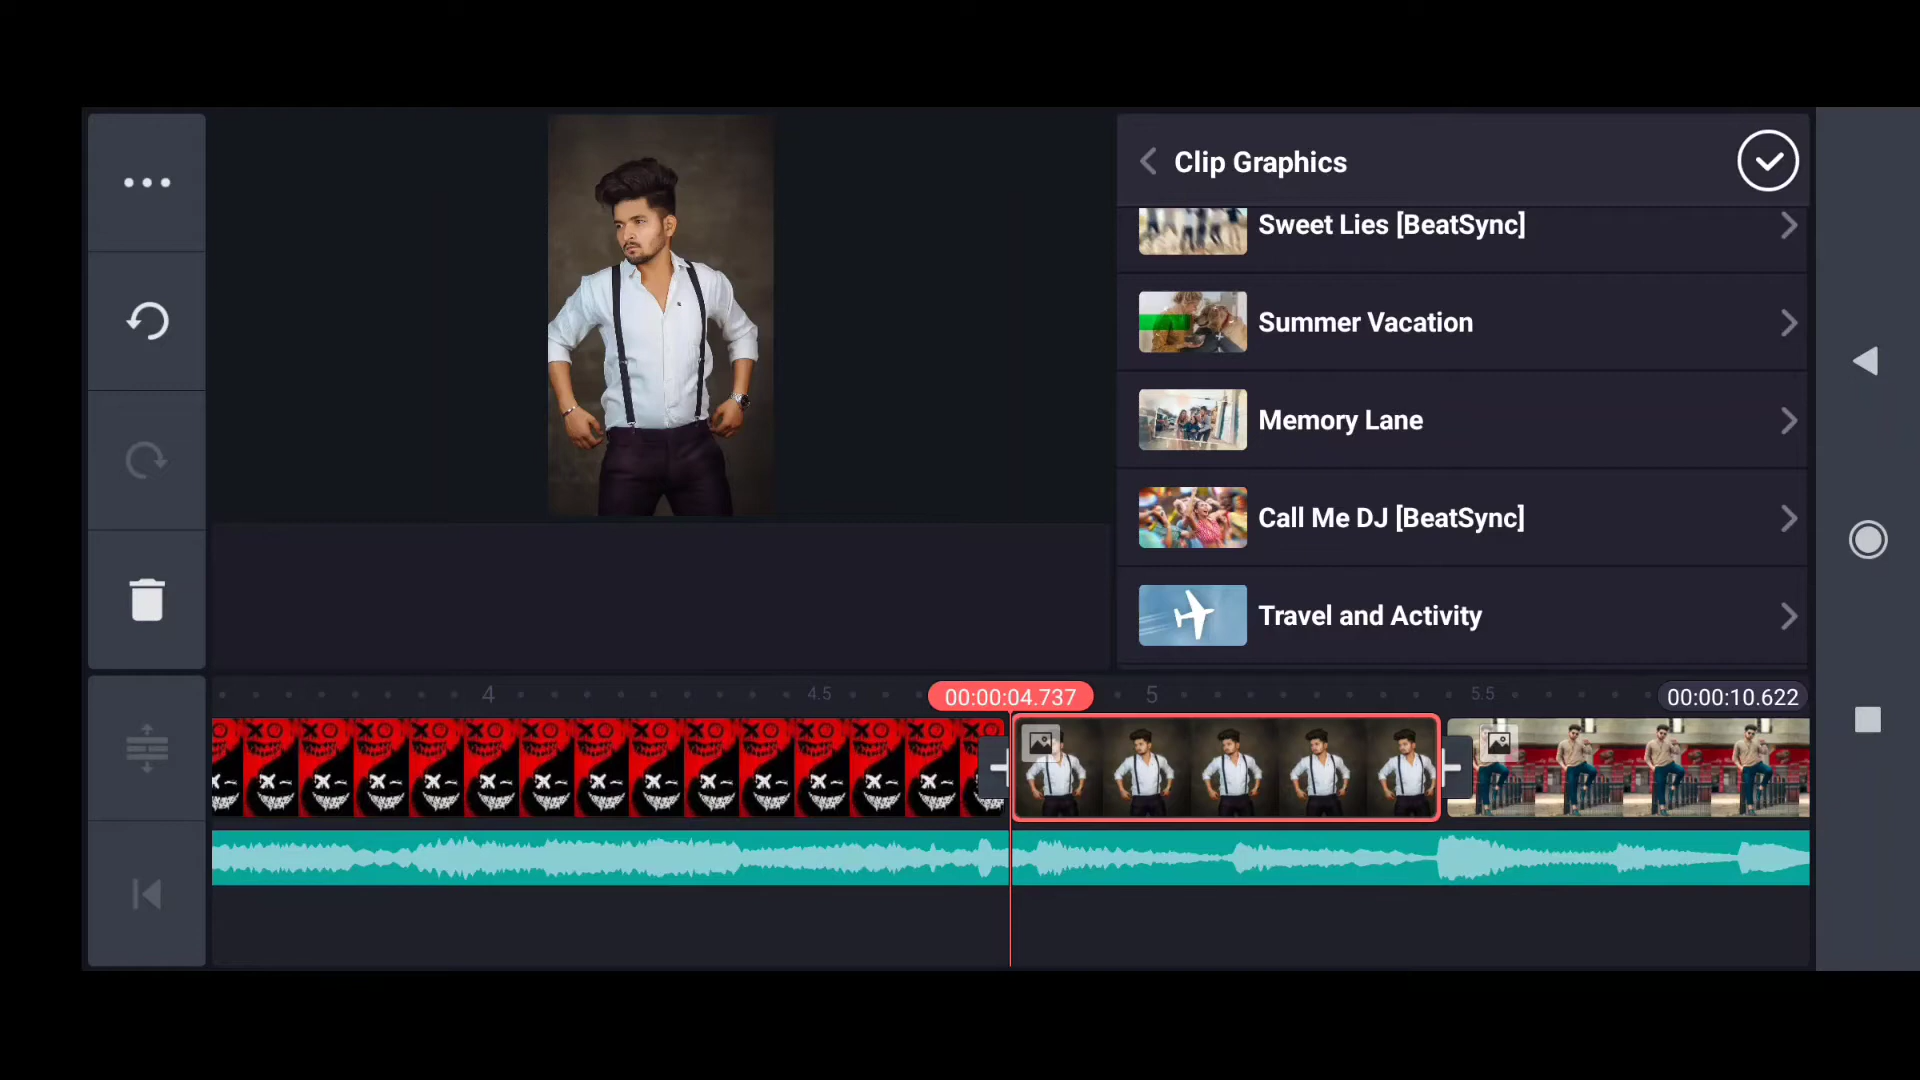 Clip Graphics
Sweet Lies [BeatSync]
Summer Vacation
Memory Lane
Call Me DJ [BeatSync]
Travel and Activity
4
4.5
00:00:04.737
5
5.5
00:00:10.622